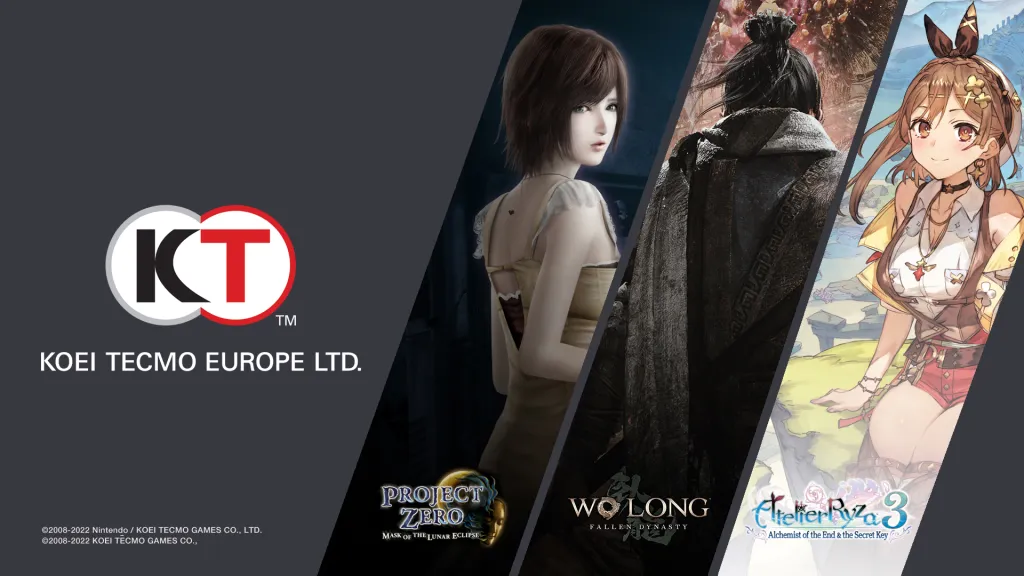 KT
TM
KOEI TECMO EUROPE LTD.
©2008-2022 Nintendo / KOEI TECMO GAMES CO., LTD.
©2008-2022 KOEI TECMO GAMES CO.,
PROJECT
ZERO
MASK OF THE LUNAR ECLIPSE
WO LONG
FALLEN DYNASTY
Atelier Ryza 3
Alchemist of the End & the Secret Key